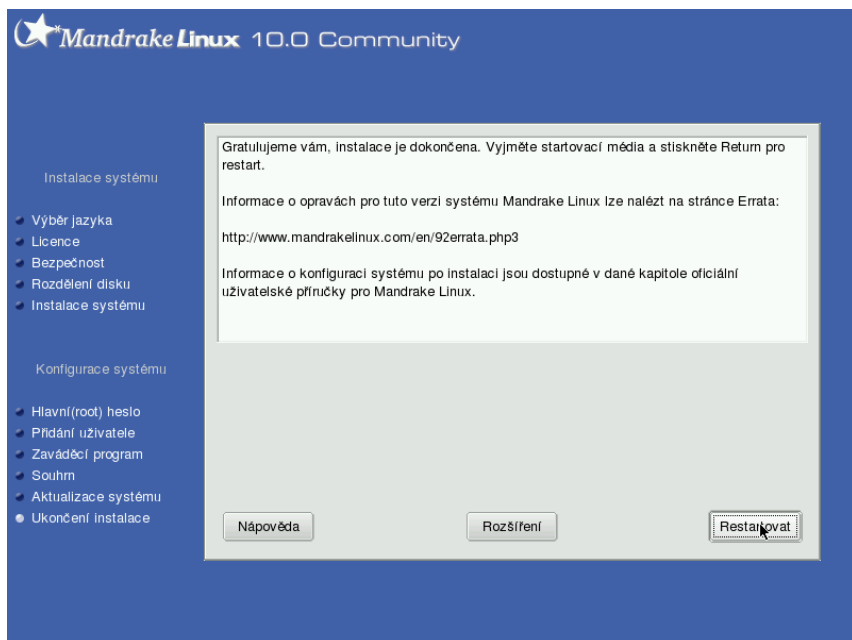 Mandrake Linux 10.0 Community
Instalace systému
Výběr jazyka
Licence
Bezpečnost
Rozdělení disku
Instalace systému
Konfigurace systému
Hlavní(root) heslo
Přidání uživatele
Zaváděcí program
Souhrn
Aktualizace systému
Ukončení instalace
Gratulujeme vám, instalace je dokončena. Vyjměte startovací média a stiskněte Return pro
restart.
Informace o opravách pro tuto verzi systému Mandrake Linux lze nalézt na stránce Errata:
http://www.mandrakelinux.com/en/92errata.php3
Informace o konfiguraci systému po instalaci jsou dostupné v dané kapitole oficiální
uživatelské příručky pro Mandrake Linux.
Nápověda
Rozšíření
Restartovat